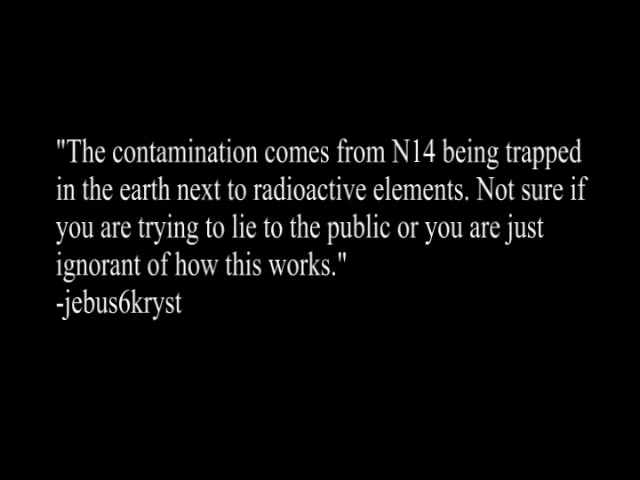 "The contamination comes from N14 being trapped
in the earth next to radioactive elements. Not sure if
you are trying to lie to the public or you are just
ignorant of how this works."
-jebus6kryst